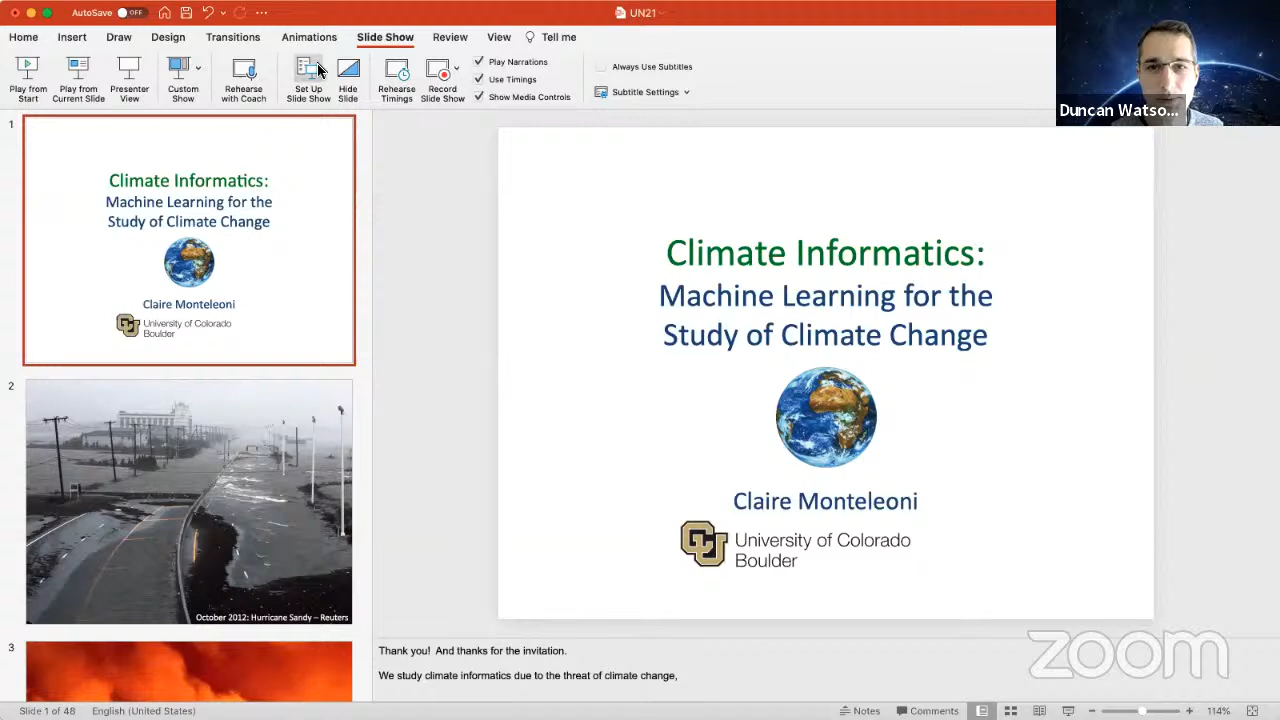 AutoSave OFF
UN21
Home Insert Draw Design Transitions Animations Slide Show Review View Tell me
Play from Start
Play from Current Slide
Presenter View
Custom Show
Rehearse with Coach
Set Up Slide Show
Hide Slide
Rehearse Timings
Record Slide Show
Play Narrations
Use Timings
Show Media Controls
Always Use Subtitles
Subtitle Settings
Duncan Watso...
1
Climate Informatics:
Machine Learning for the
Study of Climate Change
Claire Monteleoni
CU
University of Colorado
Boulder
2
October 2012: Hurricane Sandy – Reuters
3
Climate Informatics:
Machine Learning for the
Study of Climate Change
Claire Monteleoni
CU
University of Colorado
Boulder
Thank you! And thanks for the invitation.
We study climate informatics due to the threat of climate change,
zoom
Slide 1 of 48 English (United States) Notes Comments 114%